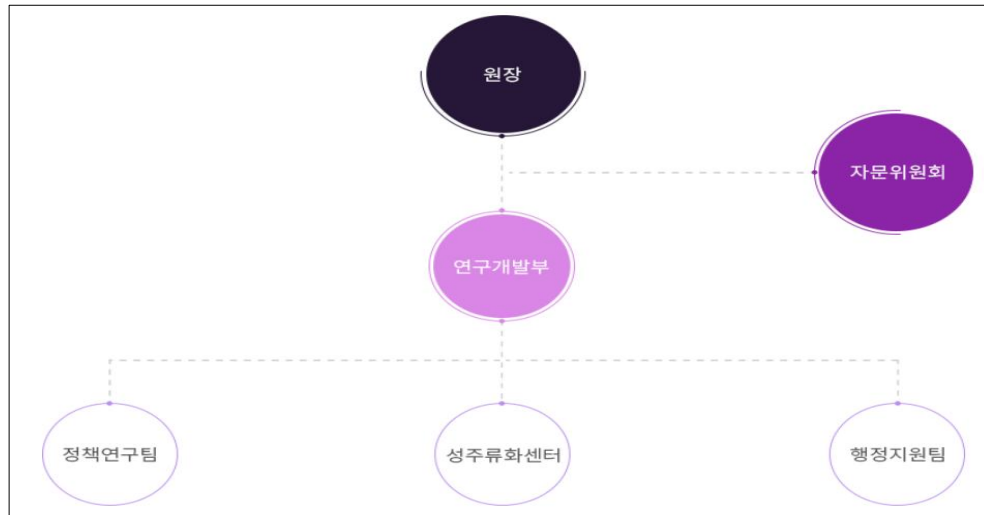 원장
자문위원회
연구개발부
정책연구팀
성주류화센터
행정지원팀